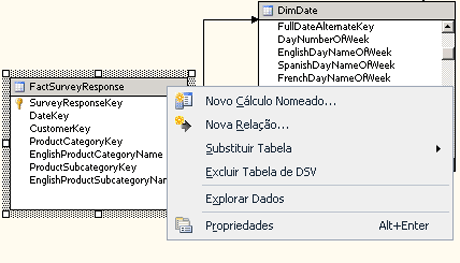 DimDate
FullDateAlternateKey
DayNumberOfWeek
EnglishDayNameOfWeek
SpanishDayNameOfWeek
FrenchDayNameOfWeek
FactSurveyResponse
SurveyResponseKey
DateKey
CustomerKey
ProductCategoryKey
EnglishProductCategoryName
ProductSubcategoryKey
EnglishProductSubcategoryNam
Novo Cálculo Nomeado...
Nova Relação...
Substituir Tabela
Excluir Tabela de DSV
Explorar Dados
Propriedades Alt+Enter